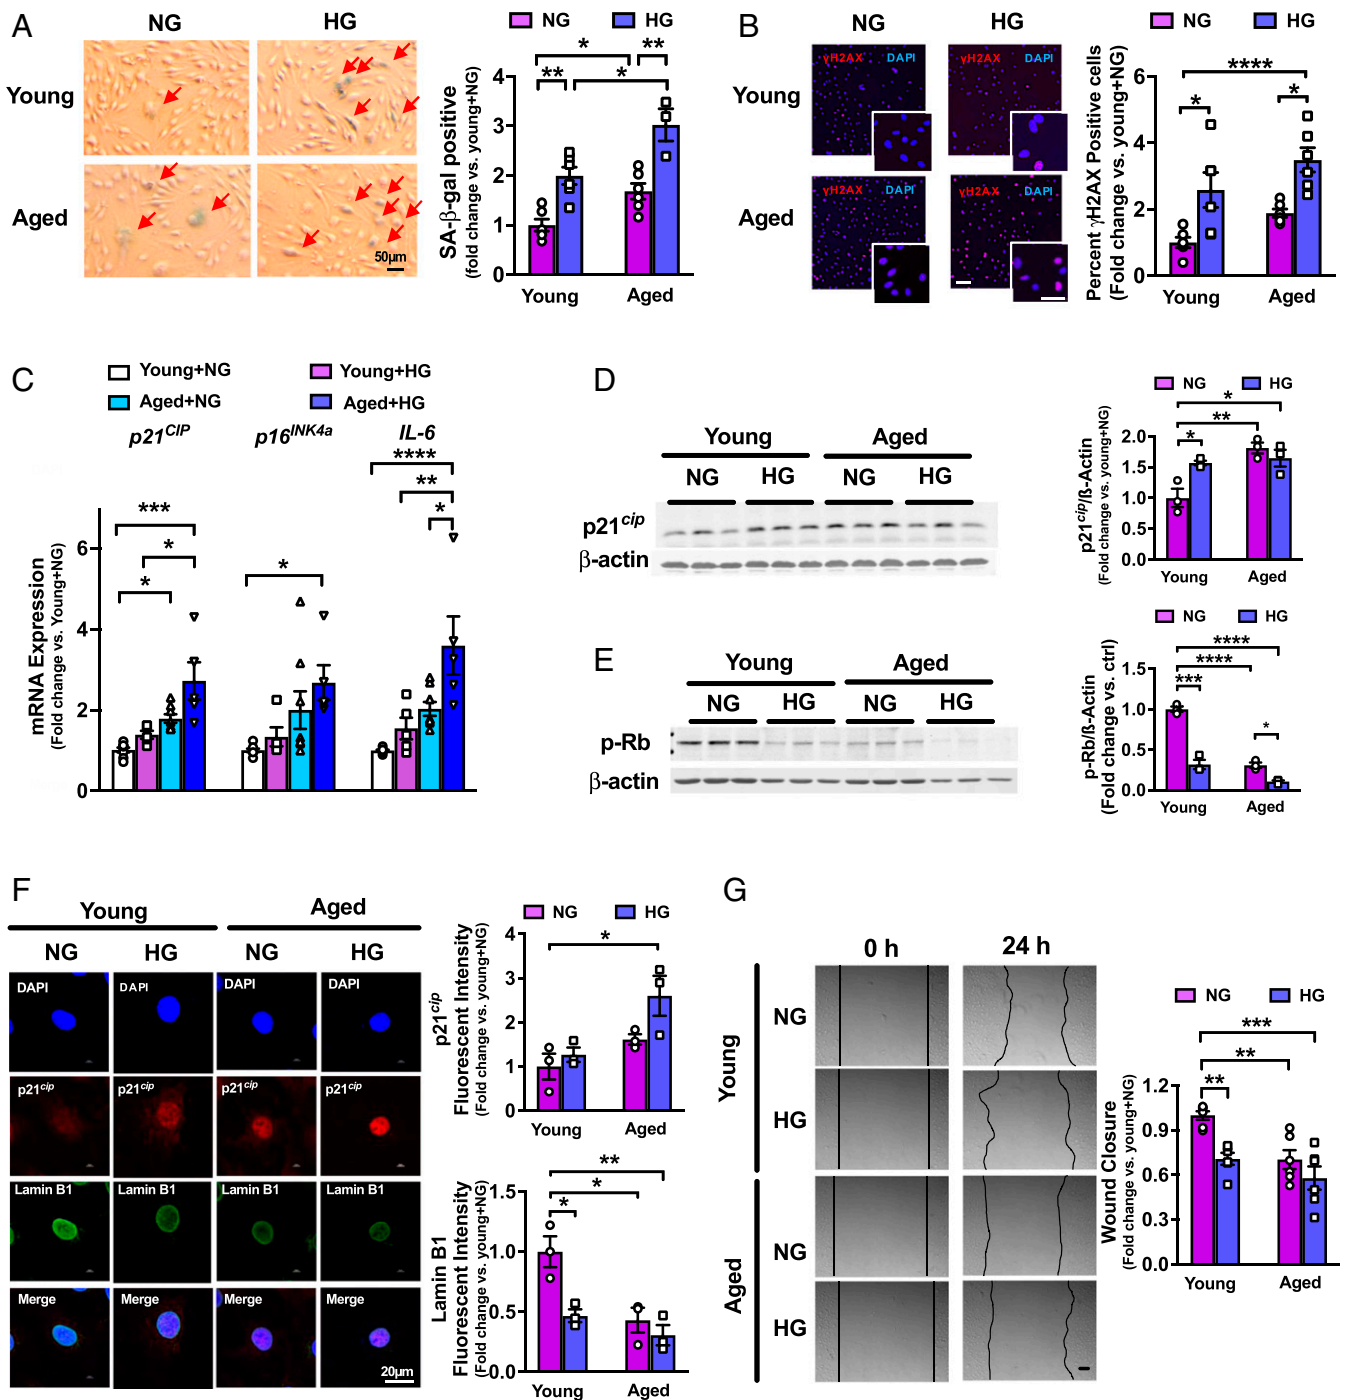 A
NG
HG
Young
Aged
50µm
NG
HG
SA-β-gal positive
(fold change vs. young+NG)
*
**
**
*
4
3
2
1
0
Young
Aged
B
NG
HG
Young
Aged
γH2AX DAPI
γH2AX DAPI
γH2AX DAPI
γH2AX DAPI
NG
HG
Percent γH2AX Positive cells
(Fold change vs. young+NG)
****
*
*
6
4
2
0
Young
Aged
C
Young+NG
Young+HG
Aged+NG
Aged+HG
p21CIP
p16INK4a
IL-6
mRNA Expression
(Fold change vs. Young+NG)
***
*
*
*
****
**
*
6
4
2
0
D
Young
Aged
NG
HG
NG
HG
p21cip
β-actin
NG
HG
p21cip/ß-Actin
(Fold change vs. young+NG)
*
**
*
2.0
1.5
1.0
0.5
0.0
Young
Aged
E
Young
Aged
NG
HG
NG
HG
p-Rb
β-actin
NG
HG
p-Rb/ß-Actin
(Fold change vs. ctrl)
****
****
***
*
1.5
1.0
0.5
0.0
Young
Aged
F
Young
Aged
NG
HG
NG
HG
DAPI
DAPI
DAPI
DAPI
p21cip
p21cip
p21cip
p21cip
Lamin B1
Lamin B1
Lamin B1
Lamin B1
Merge
Merge
Merge
Merge
20µm
NG
HG
p21cip
Fluorescent Intensity
(Fold change vs. young+NG)
*
4
3
2
1
0
Young
Aged
Lamin B1
Fluorescent Intensity
(Fold change vs. young+NG)
**
*
*
1.5
1.0
0.5
0.0
Young
Aged
G
0 h
24 h
Young
NG
HG
Aged
NG
HG
NG
HG
Wound Closure
(Fold change vs. young+NG)
***
**
**
1.2
0.9
0.6
0.3
0.0
Young
Aged